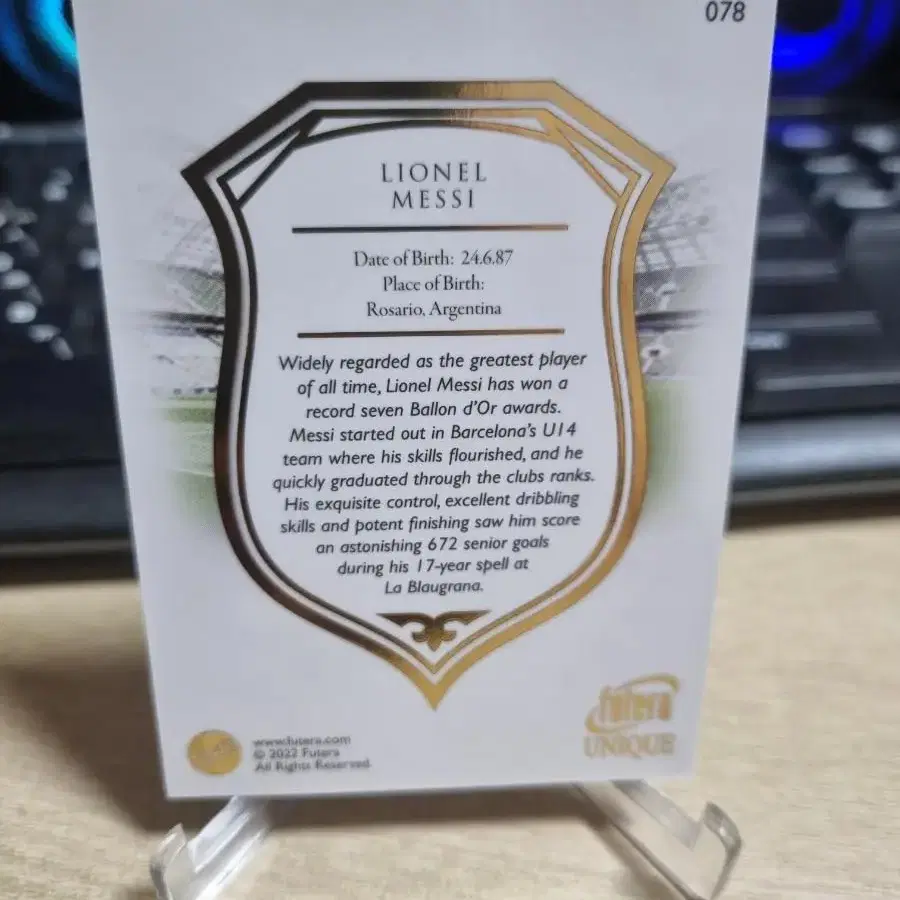 078
LIONEL
MESSI
Date of Birth: 24.6.87
Place of Birth:
Rosario, Argentina
Widely regarded as the greatest player
of all time, Lionel Messi has won a
record seven Ballon d'Or awards.
Messi started out in Barcelona's U14
team where his skills flourished, and he
quickly graduated through the clubs ranks.
His exquisite control, excellent dribbling
skills and potent finishing saw him score
an astonishing 672 senior goals
during his 17-year spell at
La Blaugrana.
futera
UNIQUE
www.futera.com
© 2022 Futera
All Rights Reserved